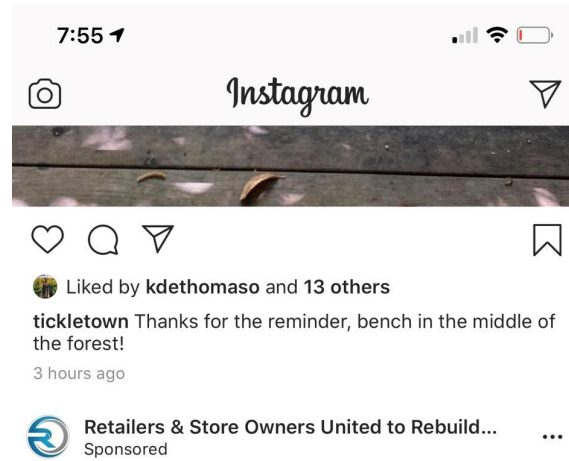 7:55
Instagram
Liked by kdethomaso and 13 others
tickletown Thanks for the reminder, bench in the middle of
the forest!
3 hours ago
Retailers & Store Owners United to Rebuild...
Sponsored